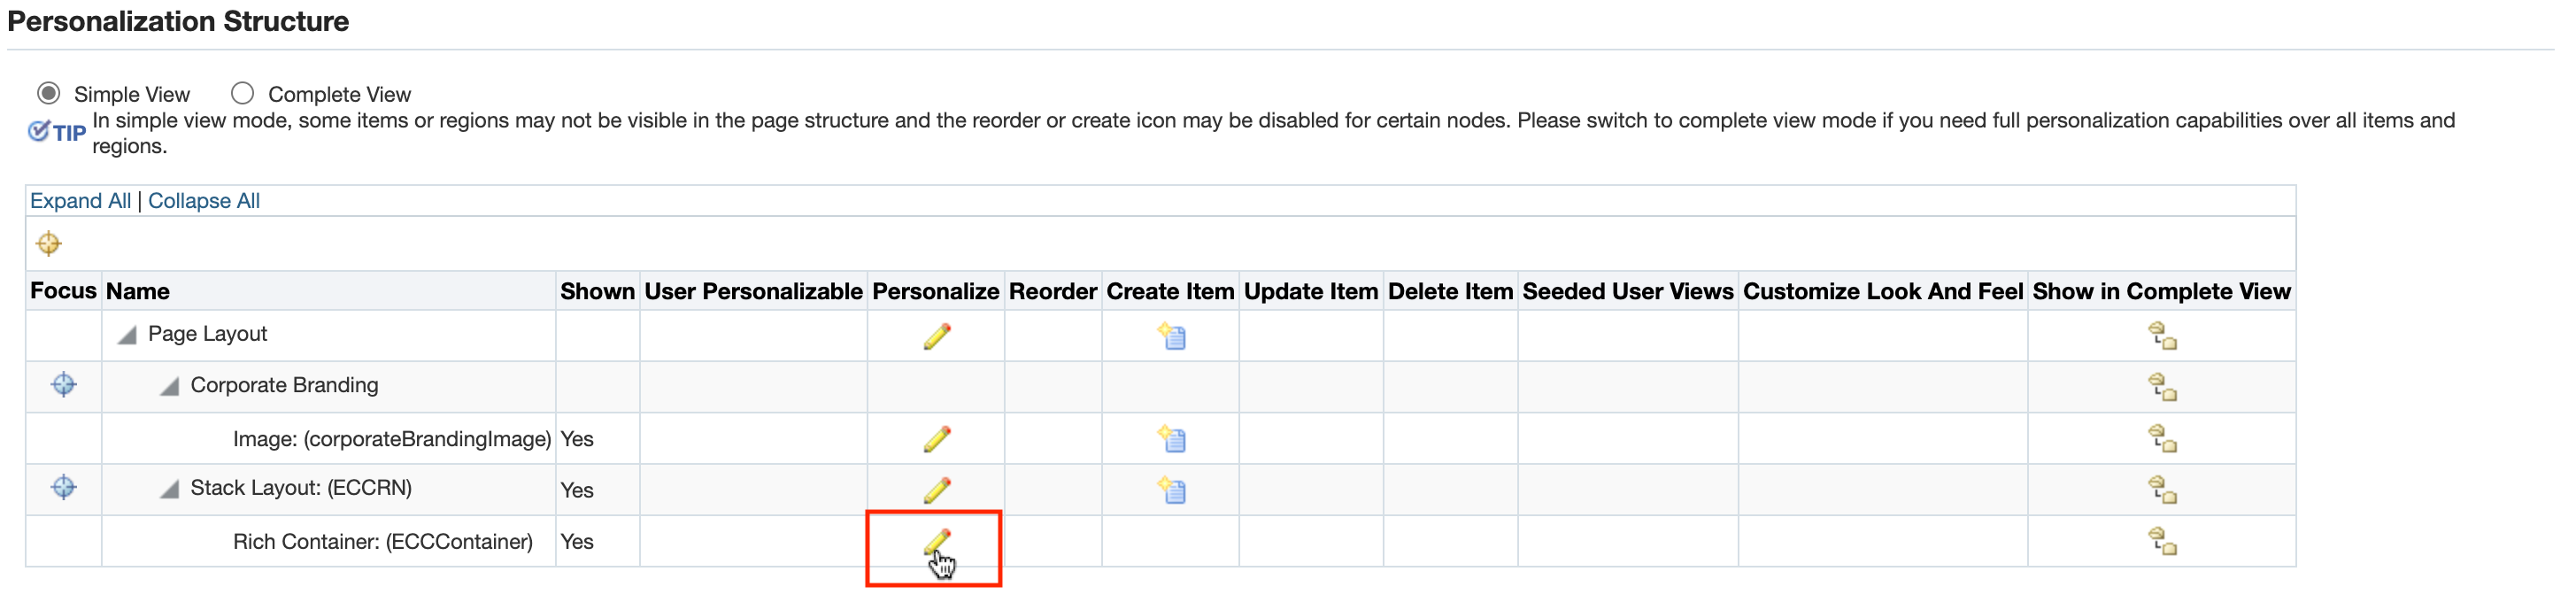 Personalization Structure
Simple View Complete View
TIP In simple view mode, some items or regions may not be visible in the page structure and the reorder or create icon may be disabled for certain nodes. Please switch to complete view mode if you need full personalization capabilities over all items and
regions.
Expand All | Collapse All
Focus Name Shown User Personalizable Personalize Reorder Create Item Update Item Delete Item Seeded User Views Customize Look And Feel Show in Complete View
Page Layout
Corporate Branding
Image: (corporateBrandingImage) Yes
Stack Layout: (ECCRN) Yes
Rich Container: (ECCContainer) Yes